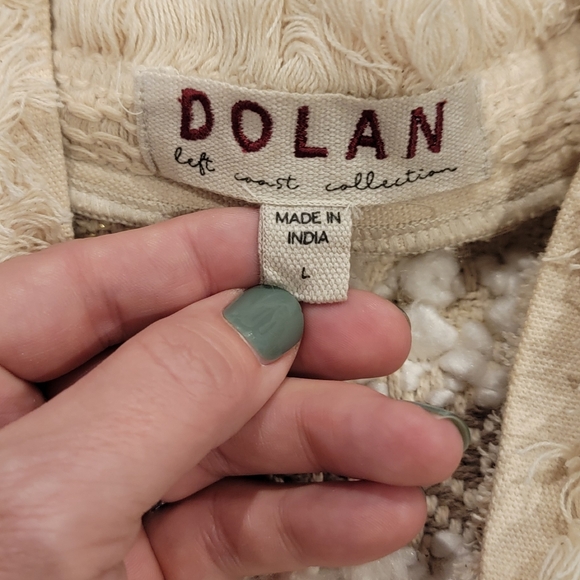 DOLAN
left coast collection
MADE IN
INDIA
L